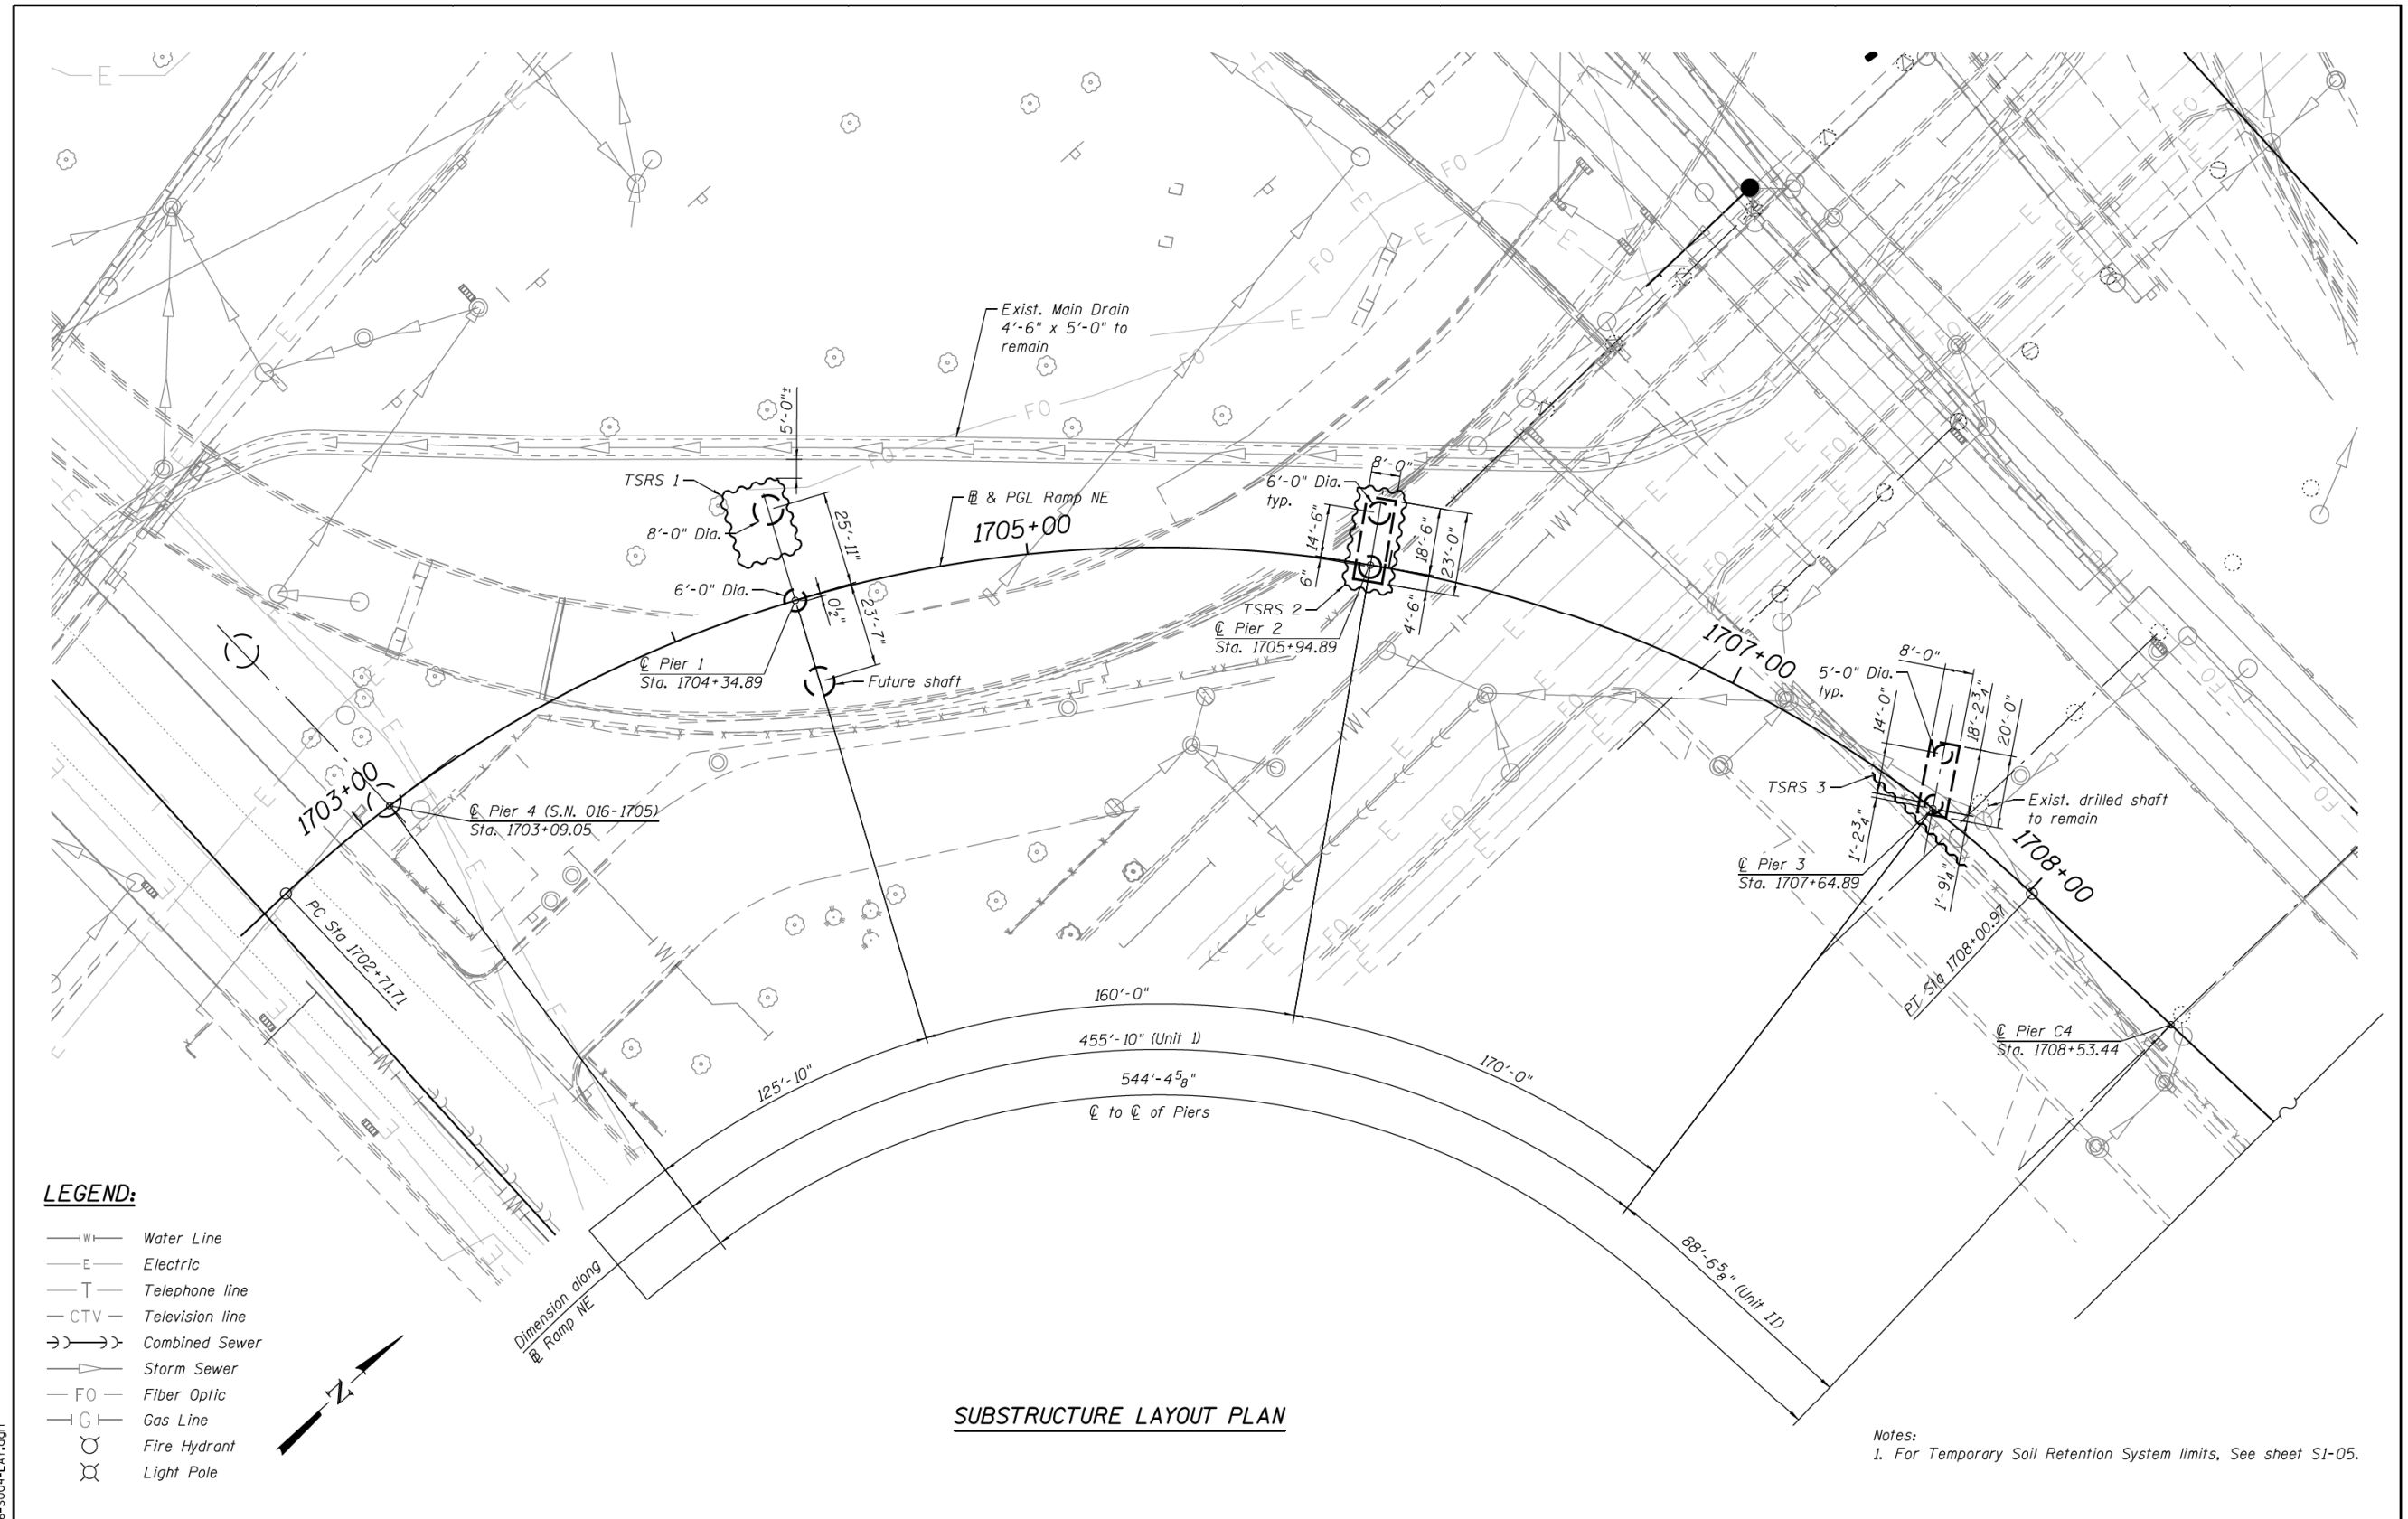 Exist. Main Drain
4'-6" x 5'-0" to
remain
5'-0"±
TSRS 1
8'-0" Dia.
6'-0" Dia.
25'-11"
0½"
23'-7"
℄ Pier 1
Sta. 1704+34.89
Future shaft
B̵L & PGL Ramp NE
1705+00
8'-0"
6'-0" Dia.
typ.
14'-6"
6"
18'-6"
23'-0"
4'-6"
TSRS 2
℄ Pier 2
Sta. 1705+94.89
1707+00
8'-0"
5'-0" Dia.
typ.
14'-0"
18'-2¾"
20'-0"
TSRS 3
1'-2¾"
Exist. drilled shaft
to remain
1'-9¼"
℄ Pier 3
Sta. 1707+64.89
1708+00
PT Sta 1708+00.97
℄ Pier C4
Sta. 1708+53.44
1703+00
℄ Pier 4 (S.N. 016-1705)
Sta. 1703+09.05
PC Sta 1702+71.71
160'-0"
455'-10" (Unit I)
125'-10"
170'-0"
544'-4⅝"
℄ to ℄ of Piers
88'-6⅝" (Unit II)
Dimension along
B̵L Ramp NE
LEGEND:
W Water Line
E Electric
T Telephone line
CTV Television line
Combined Sewer
Storm Sewer
FO Fiber Optic
G Gas Line
Fire Hydrant
Light Pole
N
SUBSTRUCTURE LAYOUT PLAN
Notes:
1. For Temporary Soil Retention System limits, See sheet S1-05.